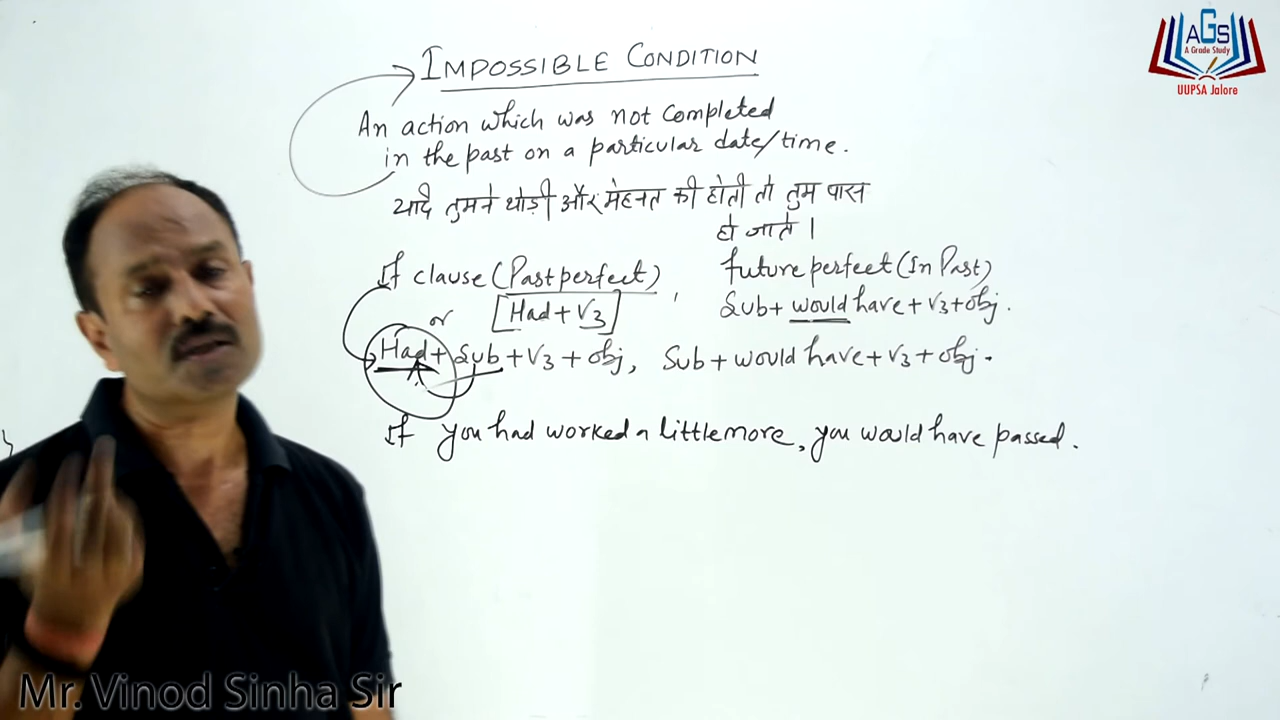 AGS
A Grade Study
UUPSA Jalore
IMPOSSIBLE CONDITION
An action which was not completed
in the past on a particular date/time.
यदि तुमने थोड़ी और मेहनत की होती तो तुम पास
हो जाते।
If clause (Past perfect) , future perfect (In Past)
or [Had + V3] Sub + would have + V3 + obj.
Had + Sub + V3 + obj, Sub + would have + V3 + obj.
If you had worked a little more, you would have passed.
Mr. Vinod Sinha Sir